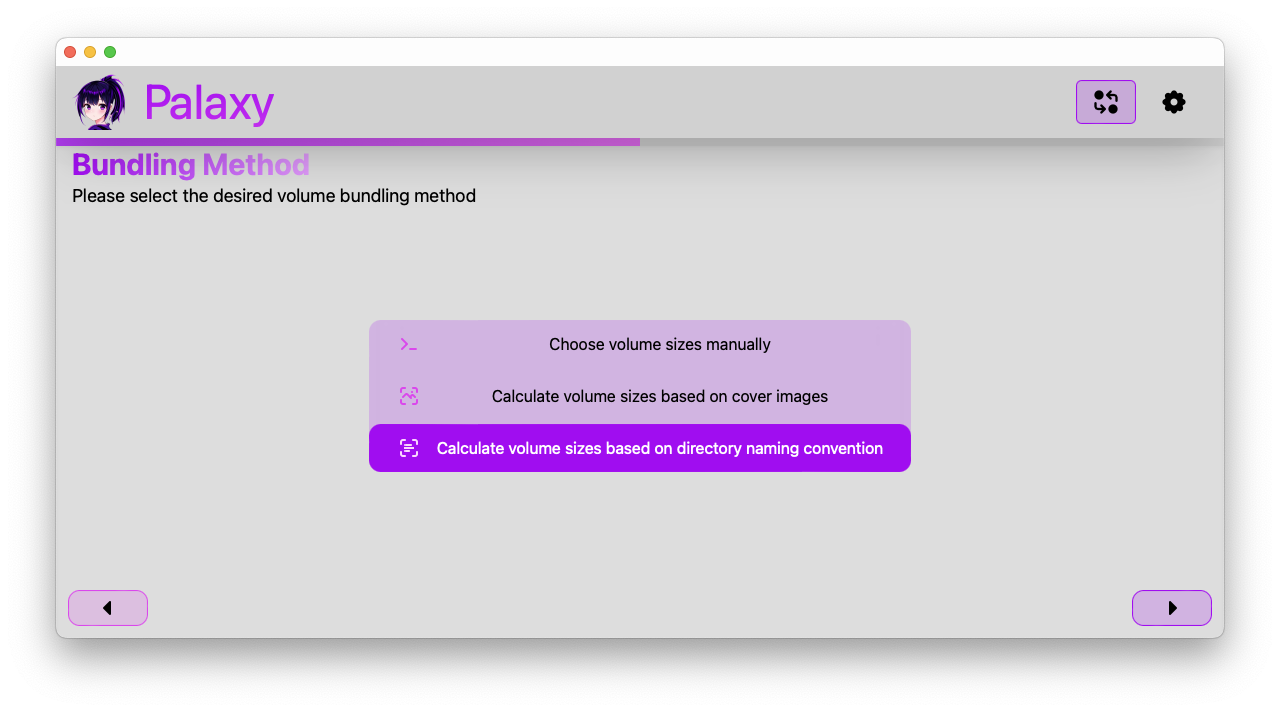 Palaxy
Bundling Method
Please select the desired volume bundling method
Choose volume sizes manually
Calculate volume sizes based on cover images
Calculate volume sizes based on directory naming convention